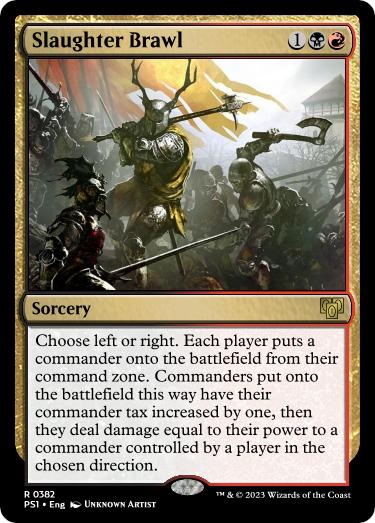 Slaughter Brawl 1
Sorcery
Choose left or right. Each player puts a
commander onto the battlefield from their
command zone. Commanders put onto
the battlefield this way have their
commander tax increased by one, then
they deal damage equal to their power to a
commander controlled by a player in the
chosen direction.
R 0382
PS1 • Eng Unknown Artist
™ & © 2023 Wizards of the Coast